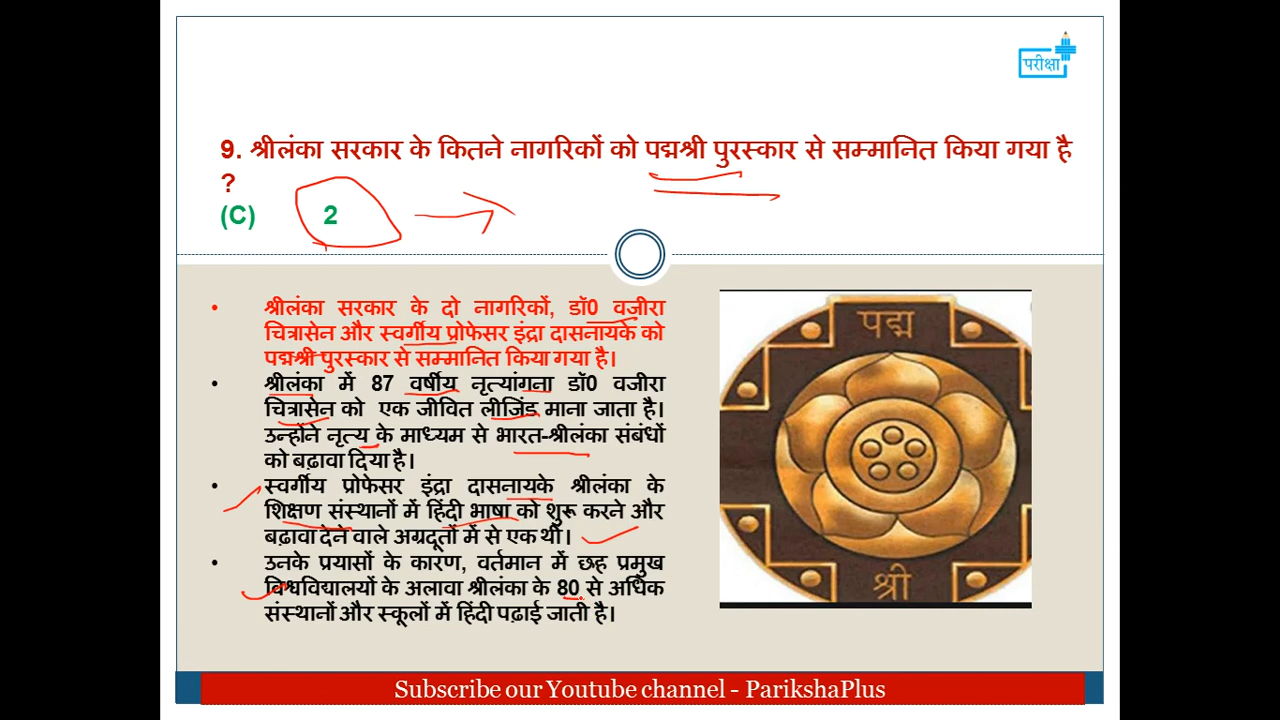 परीक्षा
9. श्रीलंका सरकार के कितने नागरिकों को पद्मश्री पुरस्कार से सम्मानित किया गया है
?
(C) 2
• श्रीलंका सरकार के दो नागरिकों, डॉ0 वजीरा
चित्रासेन और स्वर्गीय प्रोफेसर इंद्रा दासनायके को
पद्मश्री पुरस्कार से सम्मानित किया गया है।
• श्रीलंका में 87 वर्षीय नृत्यांगना डॉ0 वजीरा
चित्रासेन को एक जीवित लीजिंड माना जाता है।
उन्होंने नृत्य के माध्यम से भारत-श्रीलंका संबंधों
को बढ़ावा दिया है।
• स्वर्गीय प्रोफेसर इंद्रा दासनायके श्रीलंका के
शिक्षण संस्थानों में हिंदी भाषा को शुरू करने और
बढ़ावा देने वाले अग्रदूतों में से एक थी।
• उनके प्रयासों के कारण, वर्तमान में छह प्रमुख
विश्वविद्यालयों के अलावा श्रीलंका के 80 से अधिक
संस्थानों और स्कूलों में हिंदी पढ़ाई जाती है।
पद्म
श्री
Subscribe our Youtube channel - ParikshaPlus